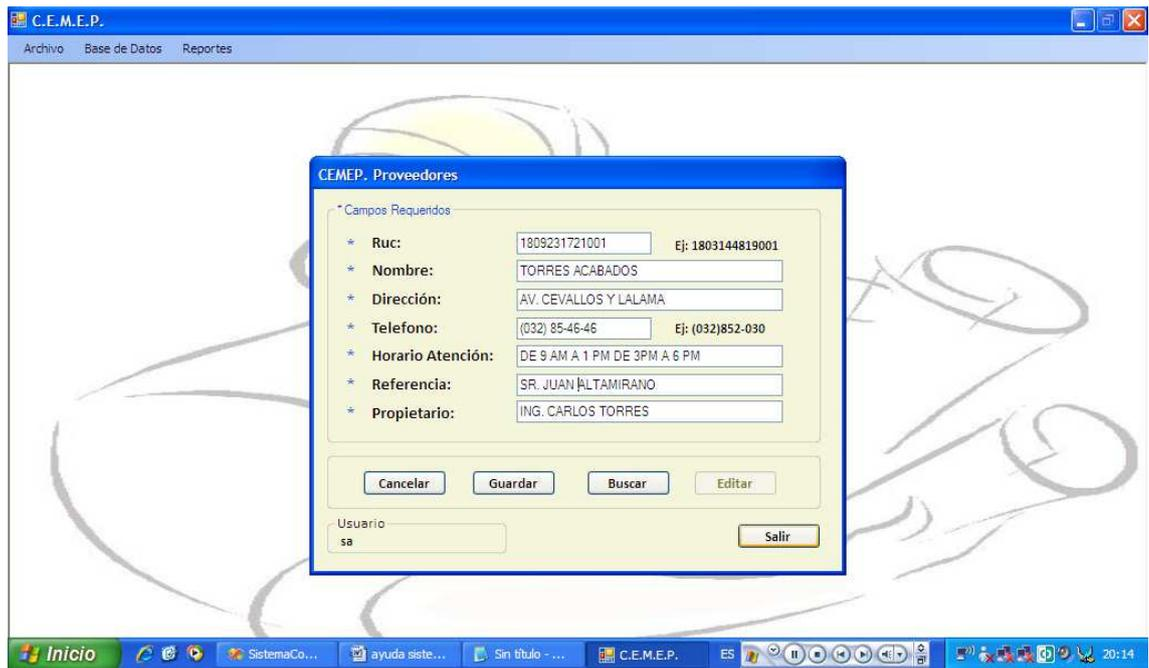 C.E.M.E.P.
Archivo Base de Datos Reportes
CEMEP. Proveedores
* Campos Requeridos
* Ruc: 1809231721001 Ej: 1803144819001
* Nombre: TORRES ACABADOS
* Dirección: AV. CEVALLOS Y LALAMA
* Telefono: (032) 85-46-46 Ej: (032)852-030
* Horario Atención: DE 9 AM A 1 PM DE 3PM A 6 PM
* Referencia: SR. JUAN ALTAMIRANO
* Propietario: ING. CARLOS TORRES
Cancelar Guardar Buscar Editar
Usuario
sa
Salir
Inicio SistemaCo... ayuda siste... Sin título - ... C.E.M.E.P. ES 20:14